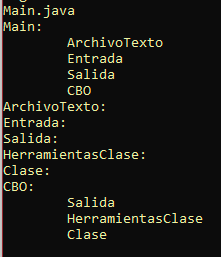 Main.java
Main:
ArchivoTexto
Entrada
Salida
CBO
ArchivoTexto:
Entrada:
Salida:
HerramientasClase:
Clase:
CBO:
Salida
HerramientasClase
Clase